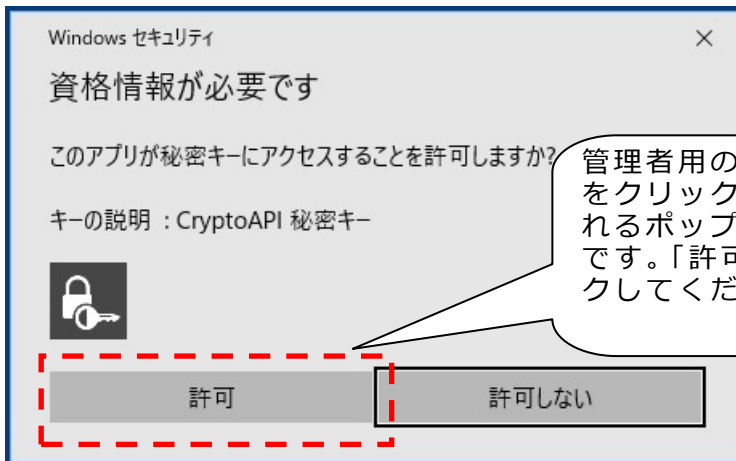 Windows セキュリティ
資格情報が必要です
このアプリが秘密キーにアクセスすることを許可しますか?
キーの説明 : CryptoAPI 秘密キー
許可
許可しない
管理者用の
をクリック
れるポップ
です。「許可
クしてくだ